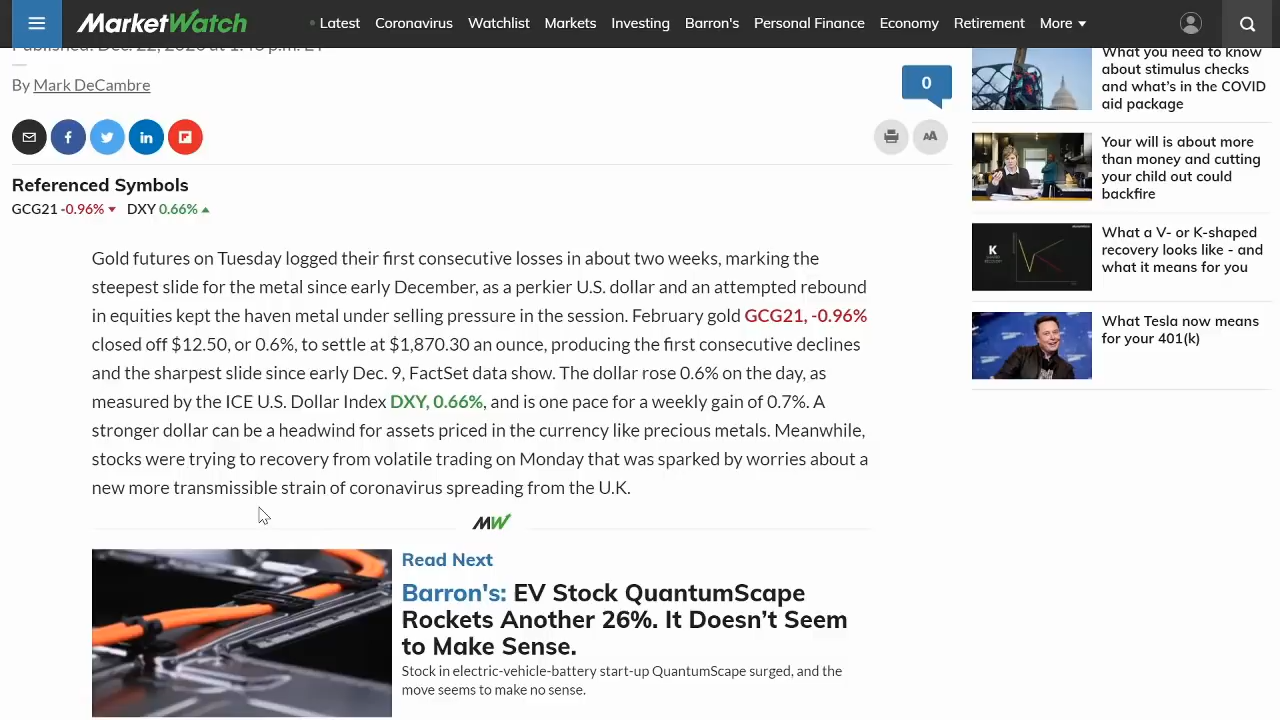 MarketWatch
Latest Coronavirus Watchlist Markets Investing Barron's Personal Finance Economy Retirement More
Published: Dec. 22, 2020 at 1:46 p.m. ET
By Mark DeCambre
0
AA
Referenced Symbols
GCG21 -0.96% DXY 0.66%
Gold futures on Tuesday logged their first consecutive losses in about two weeks, marking the
steepest slide for the metal since early December, as a perkier U.S. dollar and an attempted rebound
in equities kept the haven metal under selling pressure in the session. February gold GCG21, -0.96%
closed off $12.50, or 0.6%, to settle at $1,870.30 an ounce, producing the first consecutive declines
and the sharpest slide since early Dec. 9, FactSet data show. The dollar rose 0.6% on the day, as
measured by the ICE U.S. Dollar Index DXY, 0.66%, and is one pace for a weekly gain of 0.7%. A
stronger dollar can be a headwind for assets priced in the currency like precious metals. Meanwhile,
stocks were trying to recovery from volatile trading on Monday that was sparked by worries about a
new more transmissible strain of coronavirus spreading from the U.K.
MW
Read Next
Barron's: EV Stock QuantumScape
Rockets Another 26%. It Doesn't Seem
to Make Sense.
Stock in electric-vehicle-battery start-up QuantumScape surged, and the
move seems to make no sense.
What you need to know
about stimulus checks
and what's in the COVID
aid package
Your will is about more
than money and cutting
your child out could
backfire
K
What a V- or K-shaped
recovery looks like - and
what it means for you
What Tesla now means
for your 401(k)